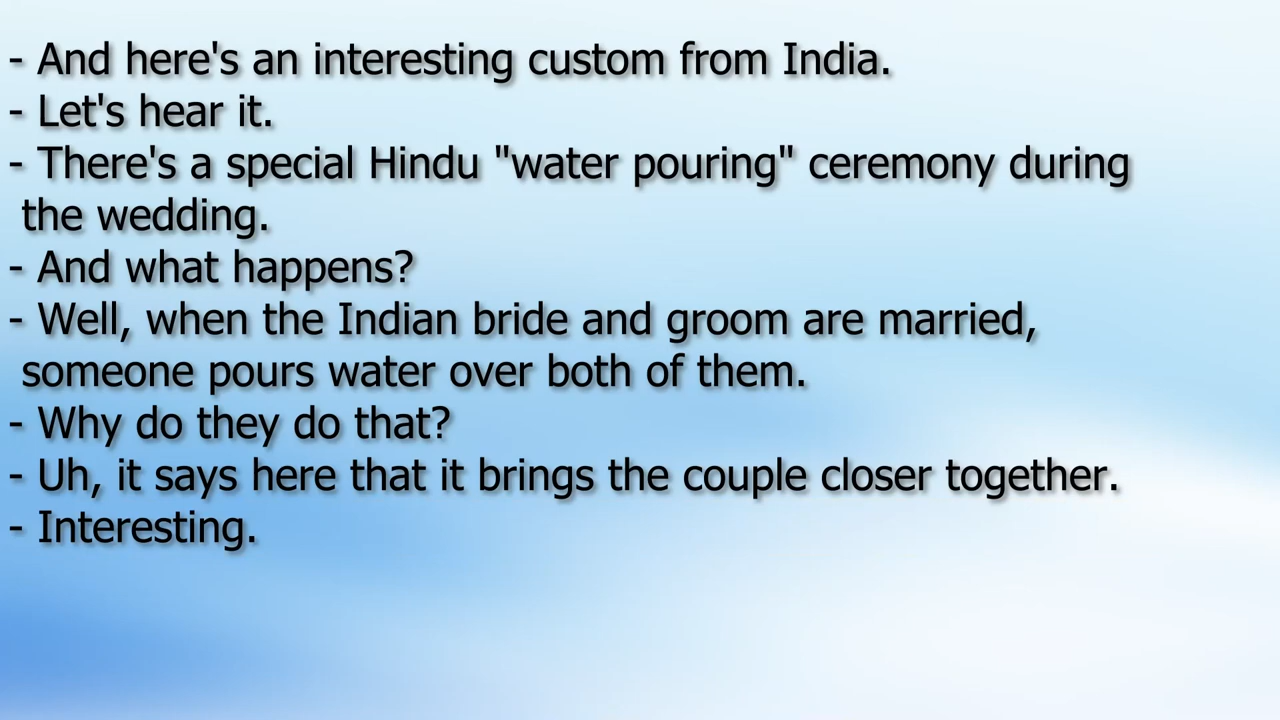 - And here's an interesting custom from India.
- Let's hear it.
- There's a special Hindu "water pouring" ceremony during
the wedding.
- And what happens?
- Well, when the Indian bride and groom are married,
someone pours water over both of them.
- Why do they do that?
- Uh, it says here that it brings the couple closer together.
- Interesting.